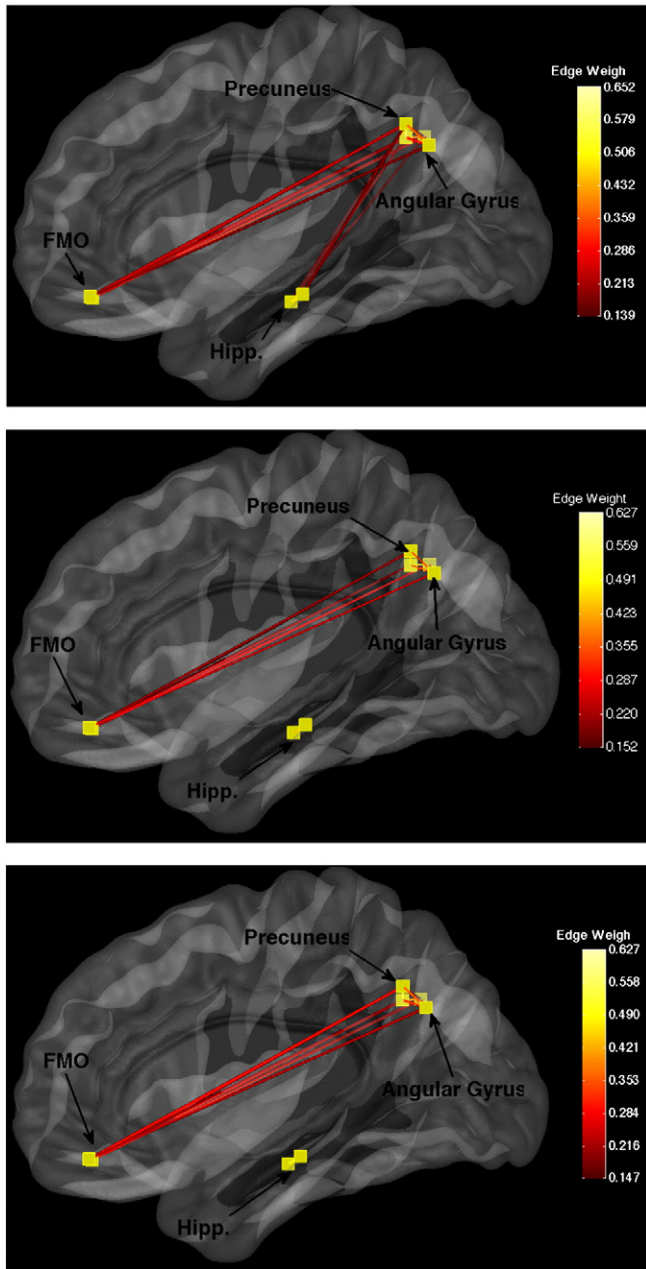 Edge Weigh
Precuneus
0.652
0.579
0.506
0.432
0.359
0.286
0.213
0.139
Angular Gyrus
FMO
Hipp.
Edge Weight
Precuneus
0.627
0.559
0.491
0.423
0.355
0.287
0.220
0.152
Angular Gyrus
FMO
Hipp.
Edge Weigh
Precuneus
0.627
0.558
0.490
0.421
0.353
0.284
0.216
0.147
FMO
Angular Gyrus
Hipp.